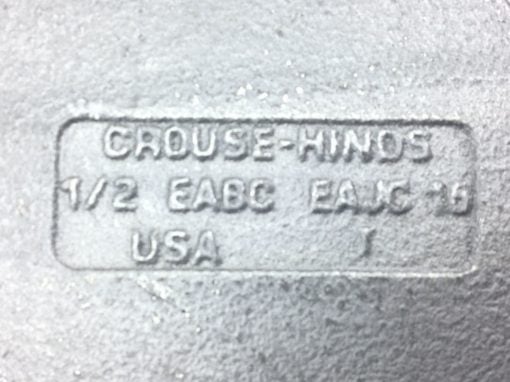 CROUSE-HINDS
1/2 EABC EAJC 16
USA I